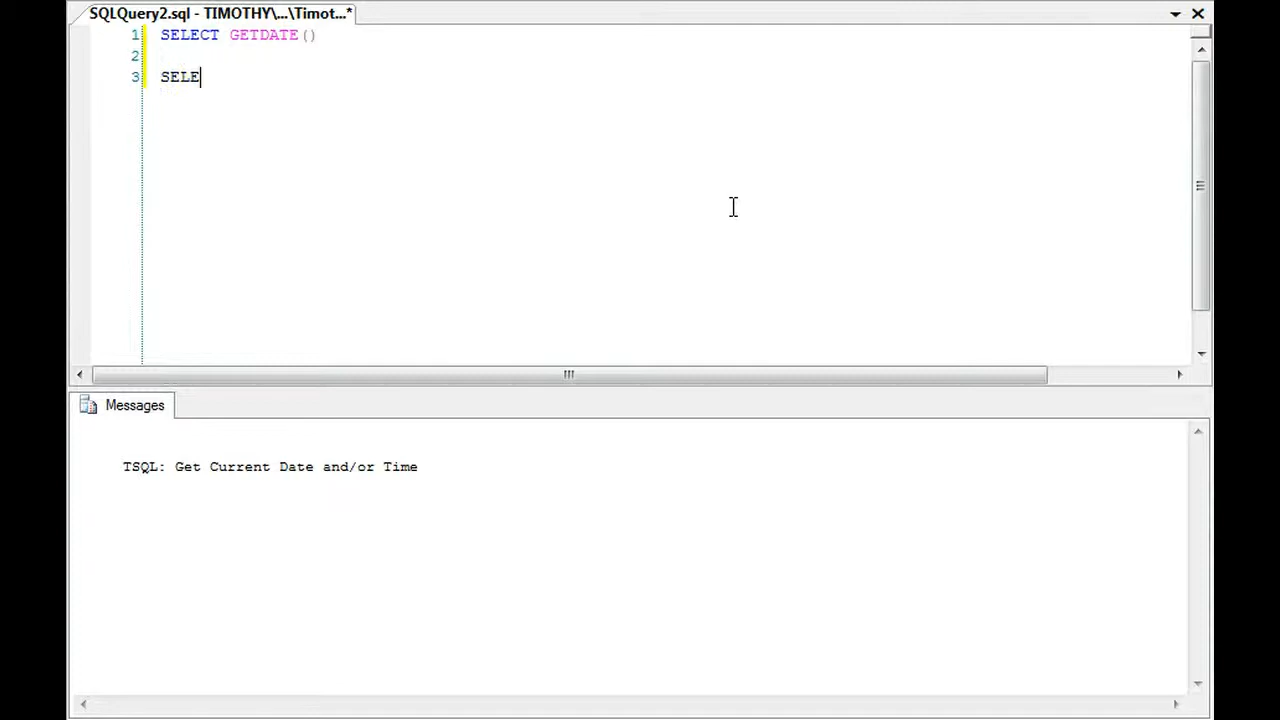 SQLQuery2.sql - TIMOTHY\...\Timot...*
1 SELECT GETDATE()
2
3 SELE
Messages
TSQL: Get Current Date and/or Time